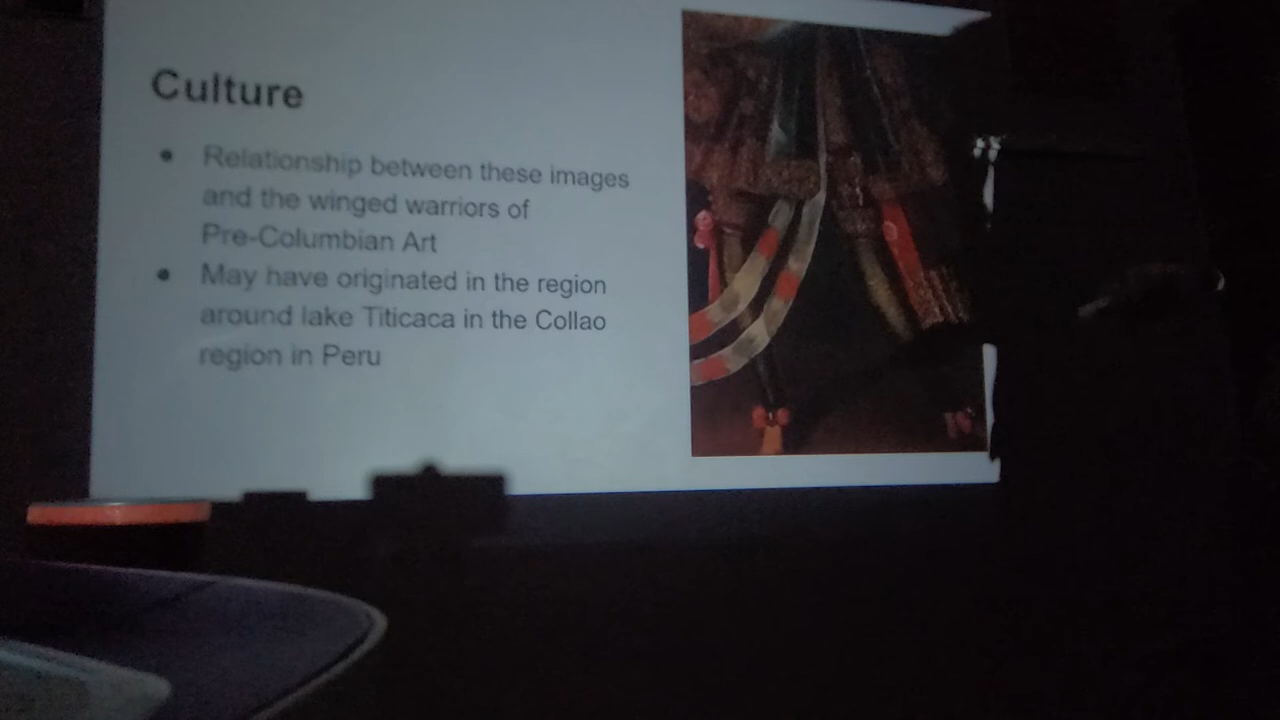 Culture
● Relationship between these images
and the winged warriors of
Pre-Columbian Art
● May have originated in the region
around lake Titicaca in the Collao
region in Peru